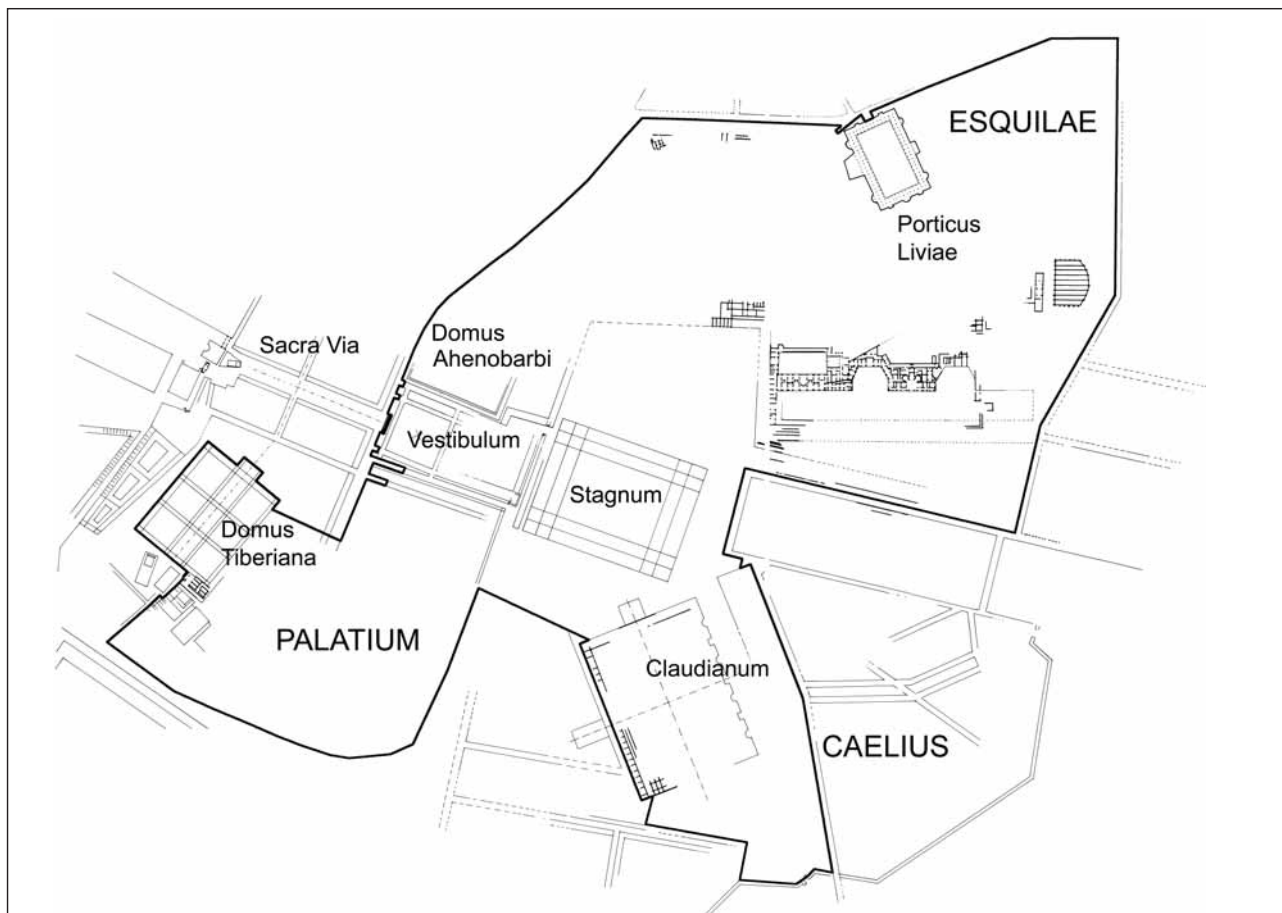 ESQUILAE
Porticus
Liviae
Sacra Via
Domus
Ahenobarbi
Vestibulum
Stagnum
Domus
Tiberiana
PALATIUM
Claudianum
CAELIUS